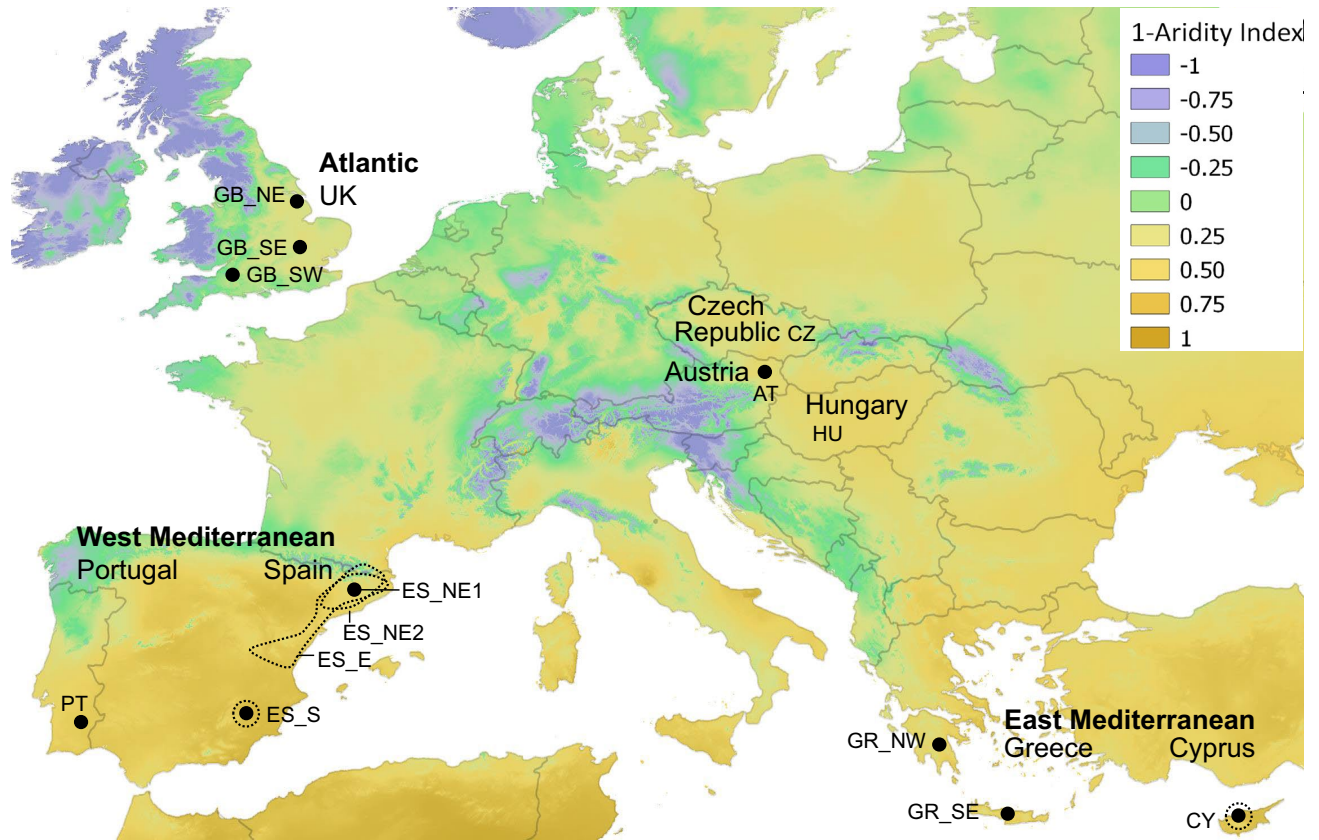 1-Aridity Index
-1
-0.75
-0.50
-0.25
0
0.25
0.50
0.75
1
Atlantic
UK
GB_NE
GB_SE
GB_SW
Czech
Republic CZ
Austria
AT
Hungary
HU
West Mediterranean
Portugal Spain
ES_NE1
ES_NE2
ES_E
PT
ES_S
East Mediterranean
Greece Cyprus
GR_NW
GR_SE
CY